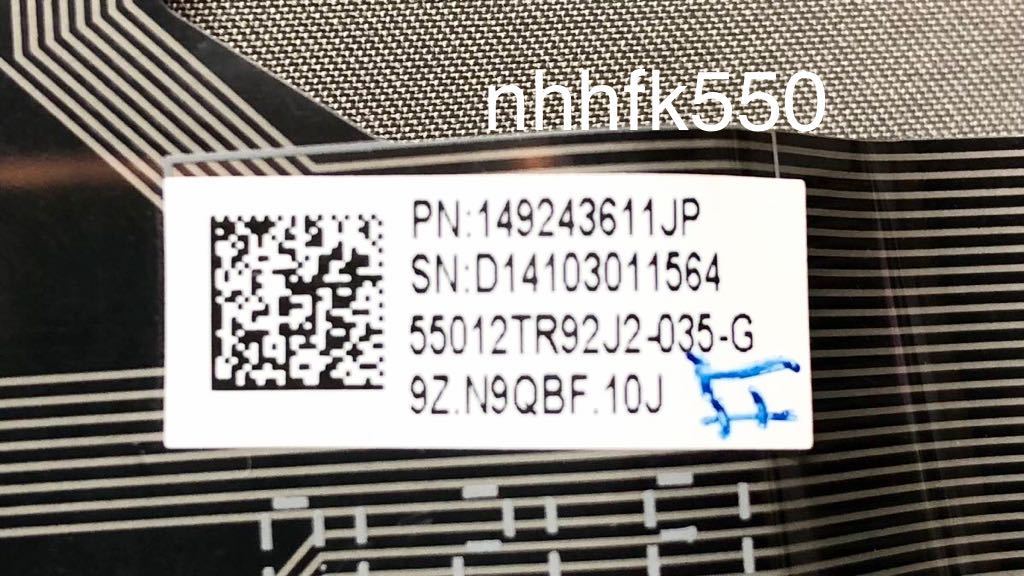 nhhfk550
PN:149243611JP
SN:D14103011564
55012TR92J2-035-G
9Z.N9QBF.10J